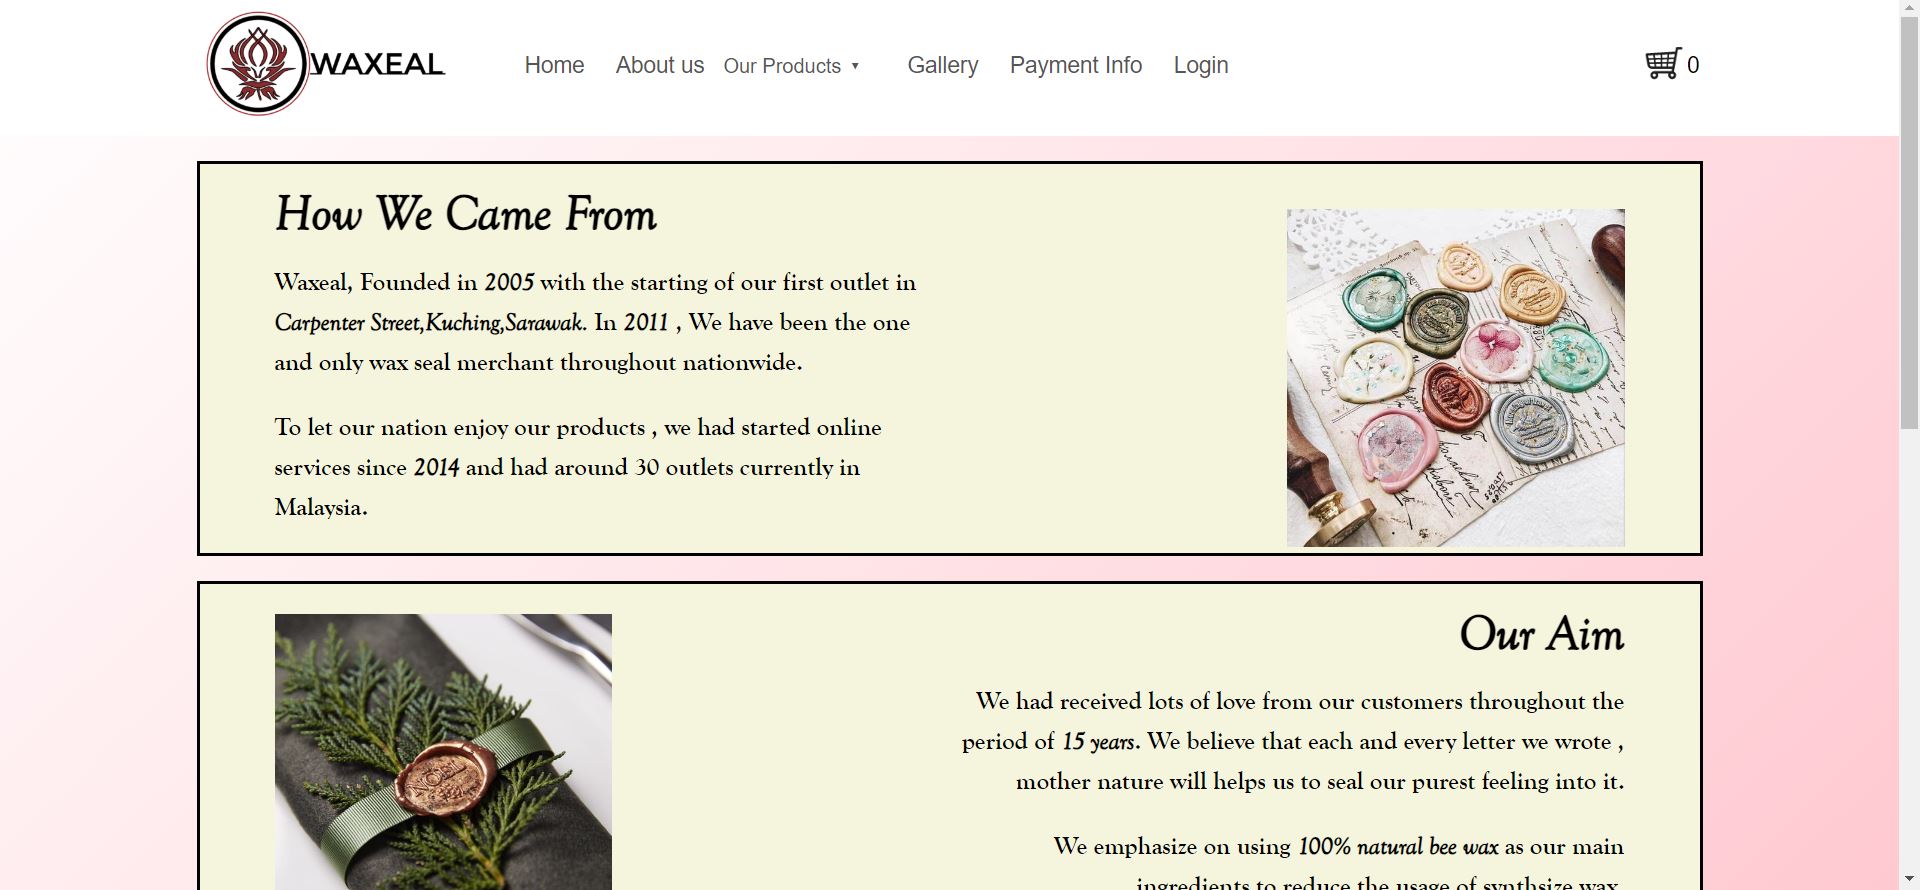 WAXEAL
Home About us Our Products ▼ Gallery Payment Info Login
0
How We Came From
Waxeal, Founded in 2005 with the starting of our first outlet in
Carpenter Street,Kuching,Sarawak. In 2011 , We have been the one
and only wax seal merchant throughout nationwide.
To let our nation enjoy our products , we had started online
services since 2014 and had around 30 outlets currently in
Malaysia.
Our Aim
We had received lots of love from our customers throughout the
period of 15 years. We believe that each and every letter we wrote ,
mother nature will helps us to seal our purest feeling into it.
NOEL
We emphasize on using 100% natural bee wax as our main
ingredients to reduce the usage of synthsize wax.